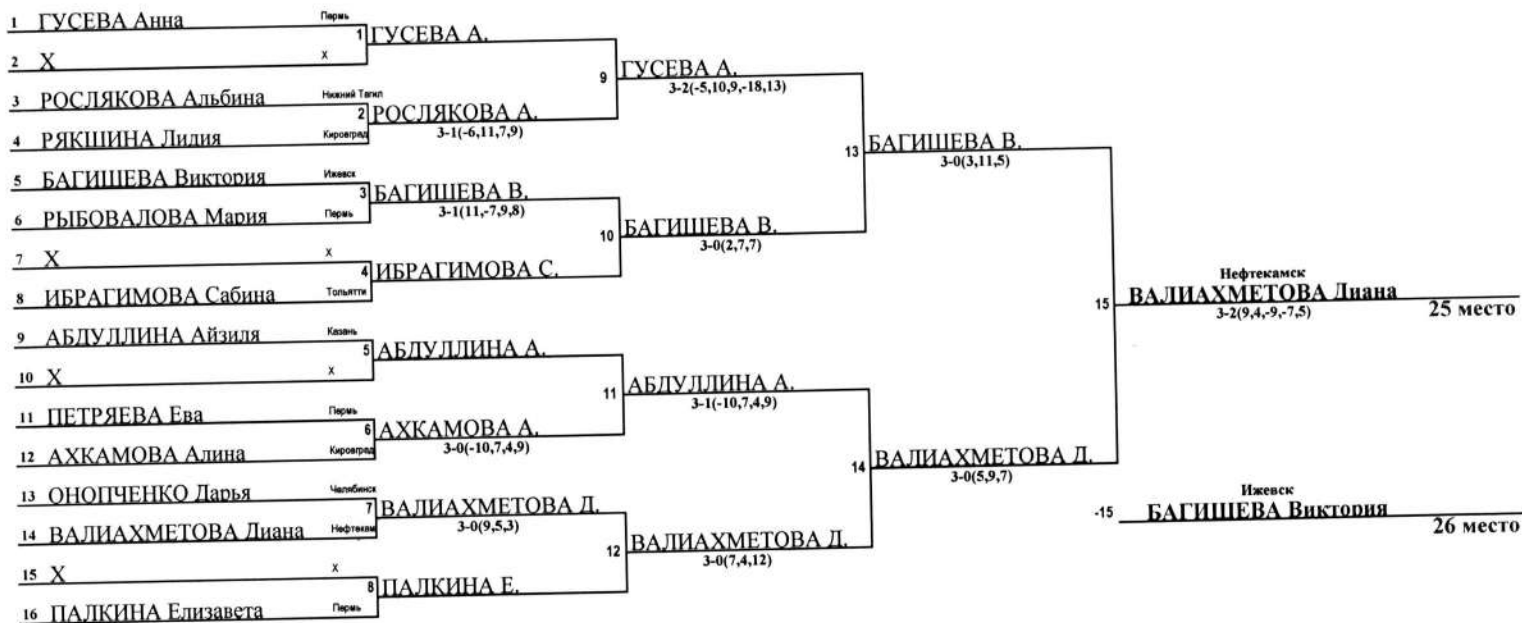 1 ГУСЕВА Анна Пермь
1 ГУСЕВА А.
2 X X
9 ГУСЕВА А.
3-2(-5,10,9,-18,13)
3 РОСЛЯКОВА Альбина Нижний Тагил
2 РОСЛЯКОВА А.
3-1(-6,11,7,9)
4 РЯКШИНА Лидия Кировград
13 БАГИШЕВА В.
3-0(3,11,5)
5 БАГИШЕВА Виктория Ижевск
3 БАГИШЕВА В.
3-1(11,-7,9,8)
6 РЫБОВАЛОВА Мария Пермь
10 БАГИШЕВА В.
3-0(2,7,7)
7 X X
4 ИБРАГИМОВА С.
8 ИБРАГИМОВА Сабина Тольятти
Нефтекамск
15 ВАЛИАХМЕТОВА Диана
3-2(9,4,-9,-7,5) 25 место
9 АБДУЛЛИНА Айзиля Казань
5 АБДУЛЛИНА А.
10 X X
11 АБДУЛЛИНА А.
3-1(-10,7,4,9)
11 ПЕТРЯЕВА Ева Пермь
6 АХКАМОВА А.
3-0(-10,7,4,9)
12 АХКАМОВА Алина Кировград
14 ВАЛИАХМЕТОВА Д.
3-0(5,9,7)
13 ОНОПЧЕНКО Дарья Челябинск
7 ВАЛИАХМЕТОВА Д.
3-0(9,5,3)
14 ВАЛИАХМЕТОВА Диана Нефтекам
Ижевск
-15 БАГИШЕВА Виктория
26 место
12 ВАЛИАХМЕТОВА Д.
3-0(7,4,12)
15 X X
8 ПАЛКИНА Е.
16 ПАЛКИНА Елизавета Пермь